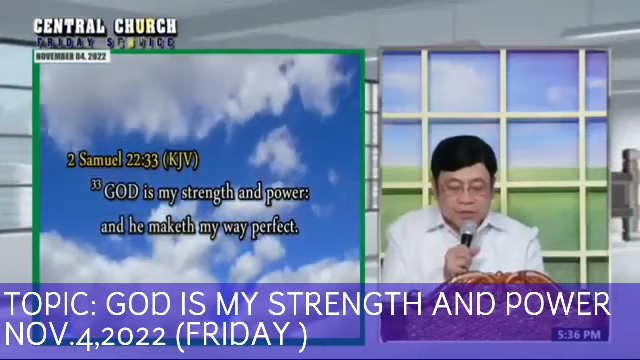 CENTRAL CHURCH
FRIDAY SERVICE
NOVEMBER 04, 2022
2 Samuel 22:33 (KJV)
33 GOD is my strength and power:
and he maketh my way perfect.
TOPIC: GOD IS MY STRENGTH AND POWER
NOV.4,2022 (FRIDAY )
5:36 PM